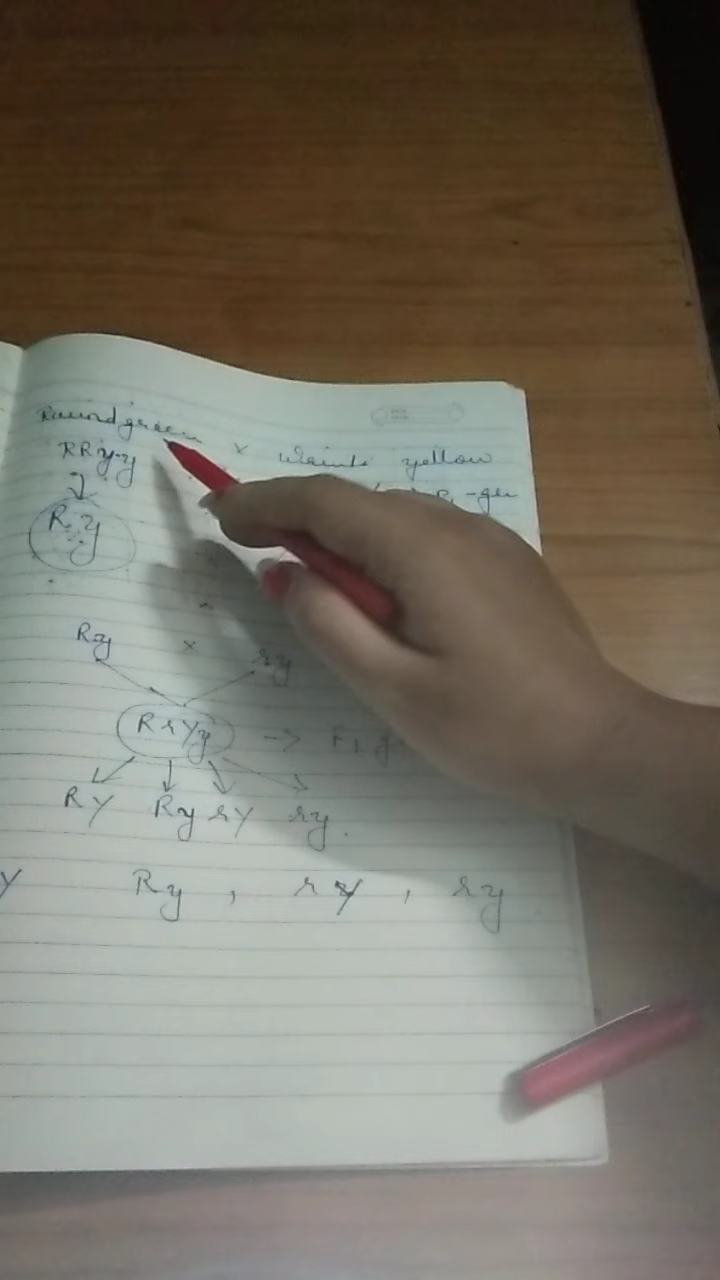 Round green x wrinkle yellow
RRyy
Ry
Ry x ry
RrYy -> F1 g
RY Ry rY ry.
Y Ry , rY , ry